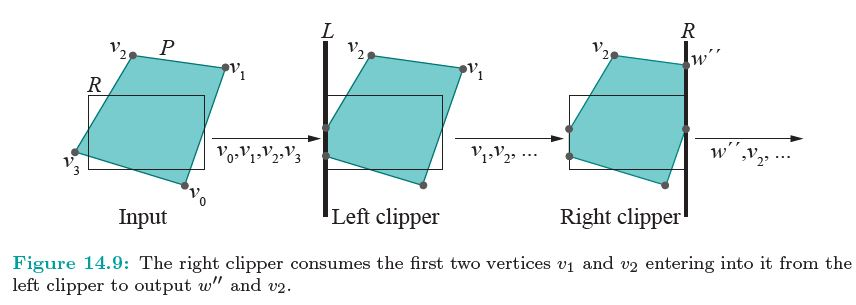 L
R
v₂
P
v₁
R
v₃
v₀
v₂
v₁
v₂
w´´
v₀,v₁,v₂,v₃
v₁,v₂, ...
w´´,v₂, ...
Input
Left clipper
Right clipper
Figure 14.9: The right clipper consumes the first two vertices v₁ and v₂ entering into it from the
left clipper to output w′′ and v₂.